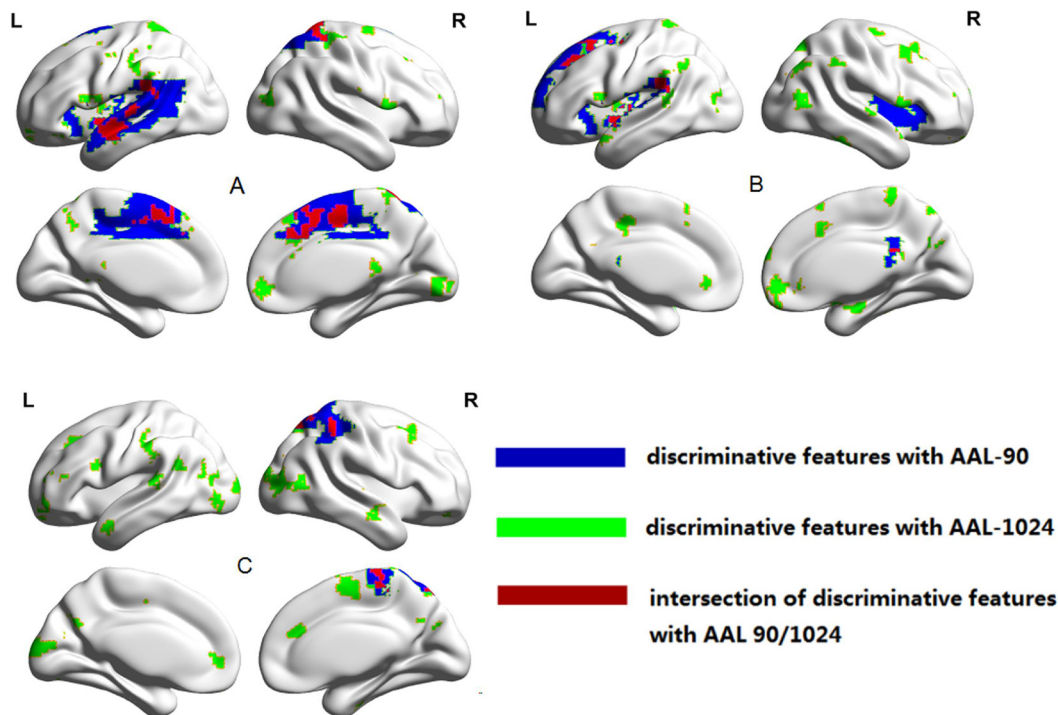 L
R
L
R
A
B
L
R
C
discriminative features with AAL-90
discriminative features with AAL-1024
intersection of discriminative features
with AAL 90/1024